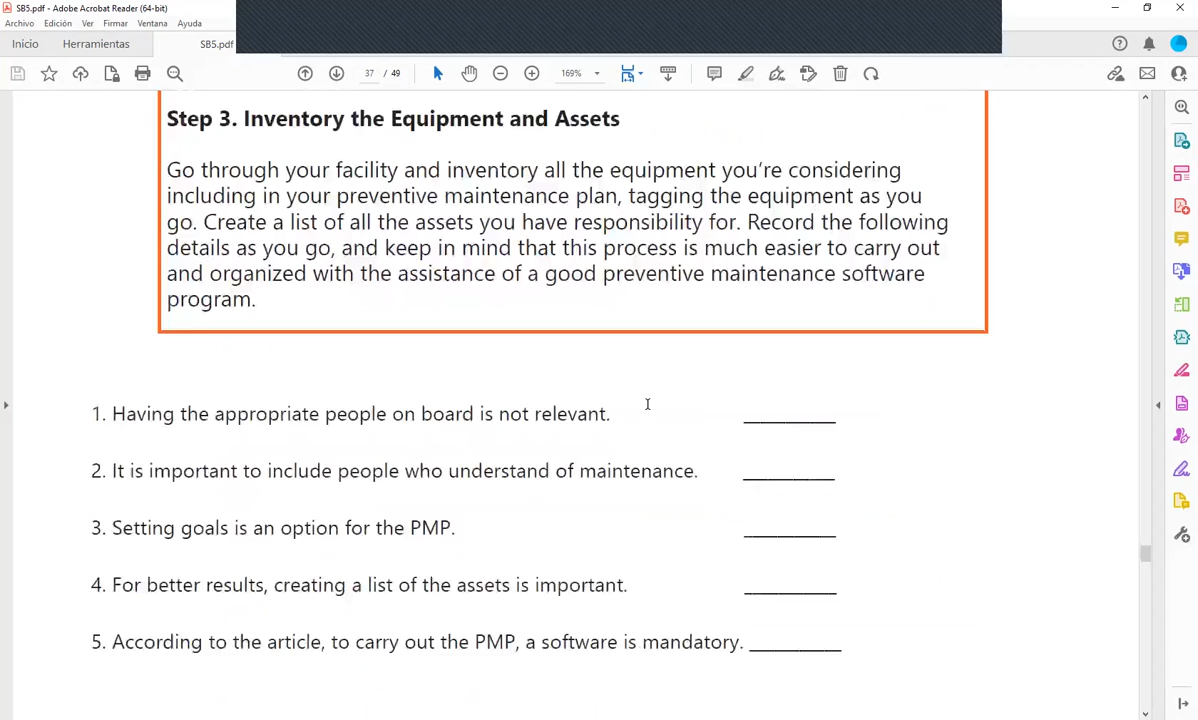 SB5.pdf - Adobe Acrobat Reader (64-bit)
Archivo Edición Ver Firmar Ventana Ayuda
Inicio Herramientas SB5.pdf
37 / 49 169%
Step 3. Inventory the Equipment and Assets
Go through your facility and inventory all the equipment you're considering
including in your preventive maintenance plan, tagging the equipment as you
go. Create a list of all the assets you have responsibility for. Record the following
details as you go, and keep in mind that this process is much easier to carry out
and organized with the assistance of a good preventive maintenance software
program.
1. Having the appropriate people on board is not relevant. __________
2. It is important to include people who understand of maintenance. __________
3. Setting goals is an option for the PMP. __________
4. For better results, creating a list of the assets is important. __________
5. According to the article, to carry out the PMP, a software is mandatory. __________